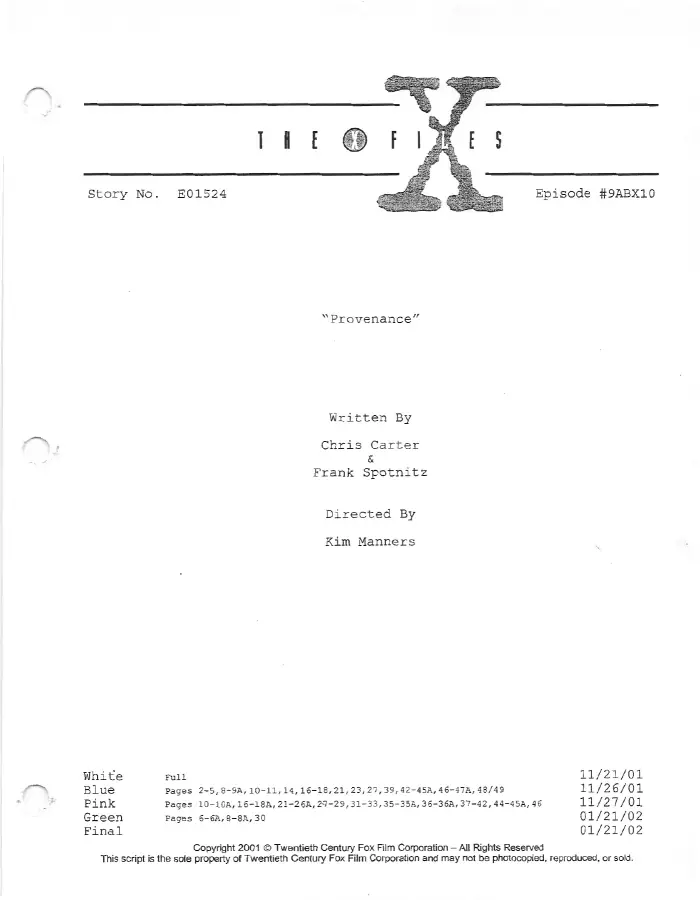 THE X FILES
Story No. E01524 Episode #9ABX10
"Provenance"
Written By
Chris Carter
&
Frank Spotnitz
Directed By
Kim Manners
White Full 11/21/01
Blue Pages 2-5,8-9A,10-11,14,16-18,21,23,27,39,42-45A,46-47A,48/49 11/26/01
Pink Pages 10-10A,16-18A,21-26A,27-29,31-33,35-35A,36-36A,37-42,44-45A,46 11/27/01
Green Pages 6-6A,8-8A,30 01/21/02
Final 01/21/02
Copyright 2001 © Twentieth Century Fox Film Corporation – All Rights Reserved
This script is the sole property of Twentieth Century Fox Film Corporation and may not be photocopied, reproduced, or sold.